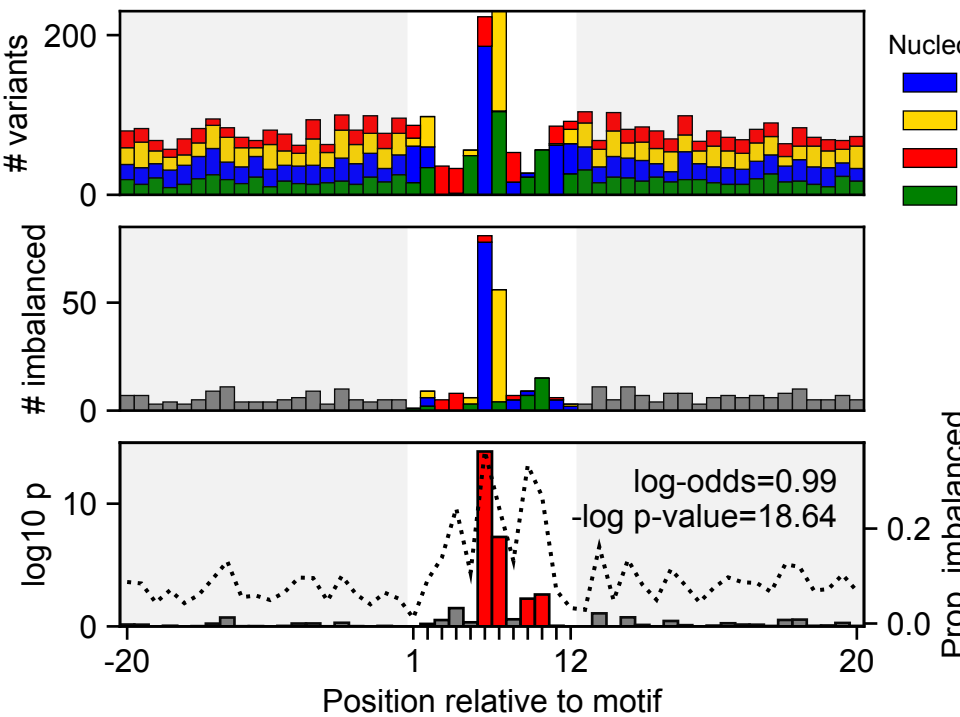 # variants
200
0
Nucleo
# imbalanced
50
0
log10 p
10
0
log-odds=0.99
-log p-value=18.64
0.2
0.0
Prop. imbalanced
-20
1
12
20
Position relative to motif